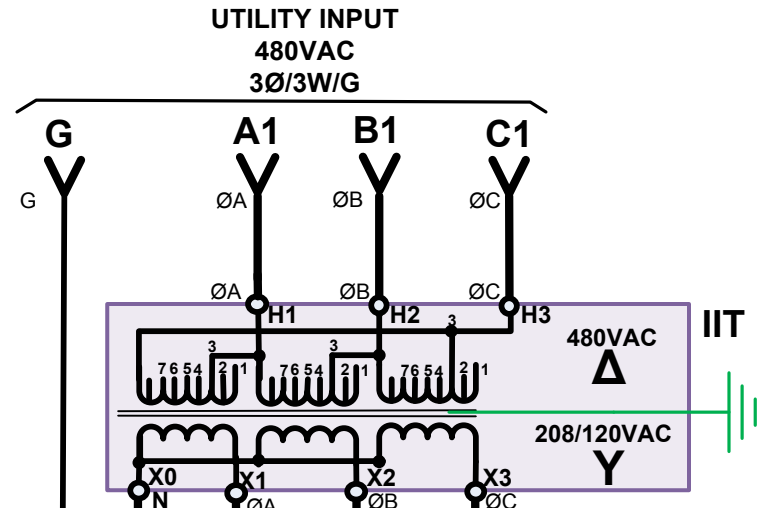 UTILITY INPUT
480VAC
3Ø/3W/G
G A1 B1 C1
G ØA ØB ØC
ØA ØB ØC
H1 H2 3 H3 IIT
480VAC
Δ
3 3
7 6 5 4 2 1 7 6 5 4 2 1 7 6 5 4 2 1
208/120VAC
Y
X0 X1 X2 X3
N ØA ØB ØC